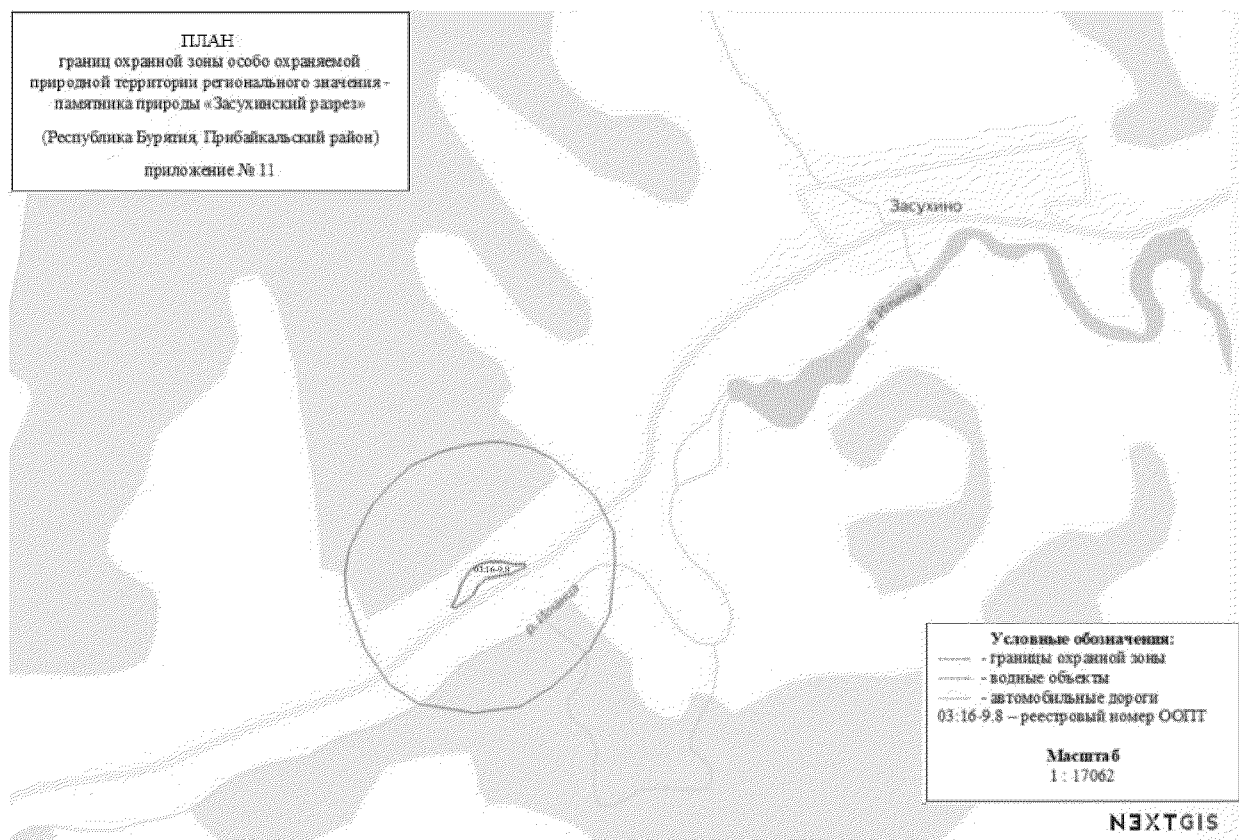 ПЛАН
границ охранной зоны особо охраняемой
природной территории регионального значения -
памятника природы «Засухинский разрез»
(Республика Бурятия, Прибайкальский район)
приложение № 11
Засухино
р. Итанца
03:16-9.8
р. Итанца
Условные обозначения:
- границы охранной зоны
- водные объекты
- автомобильные дороги
03:16-9.8 – реестровый номер ООПТ
Масштаб
1 : 17062
NEXTGIS